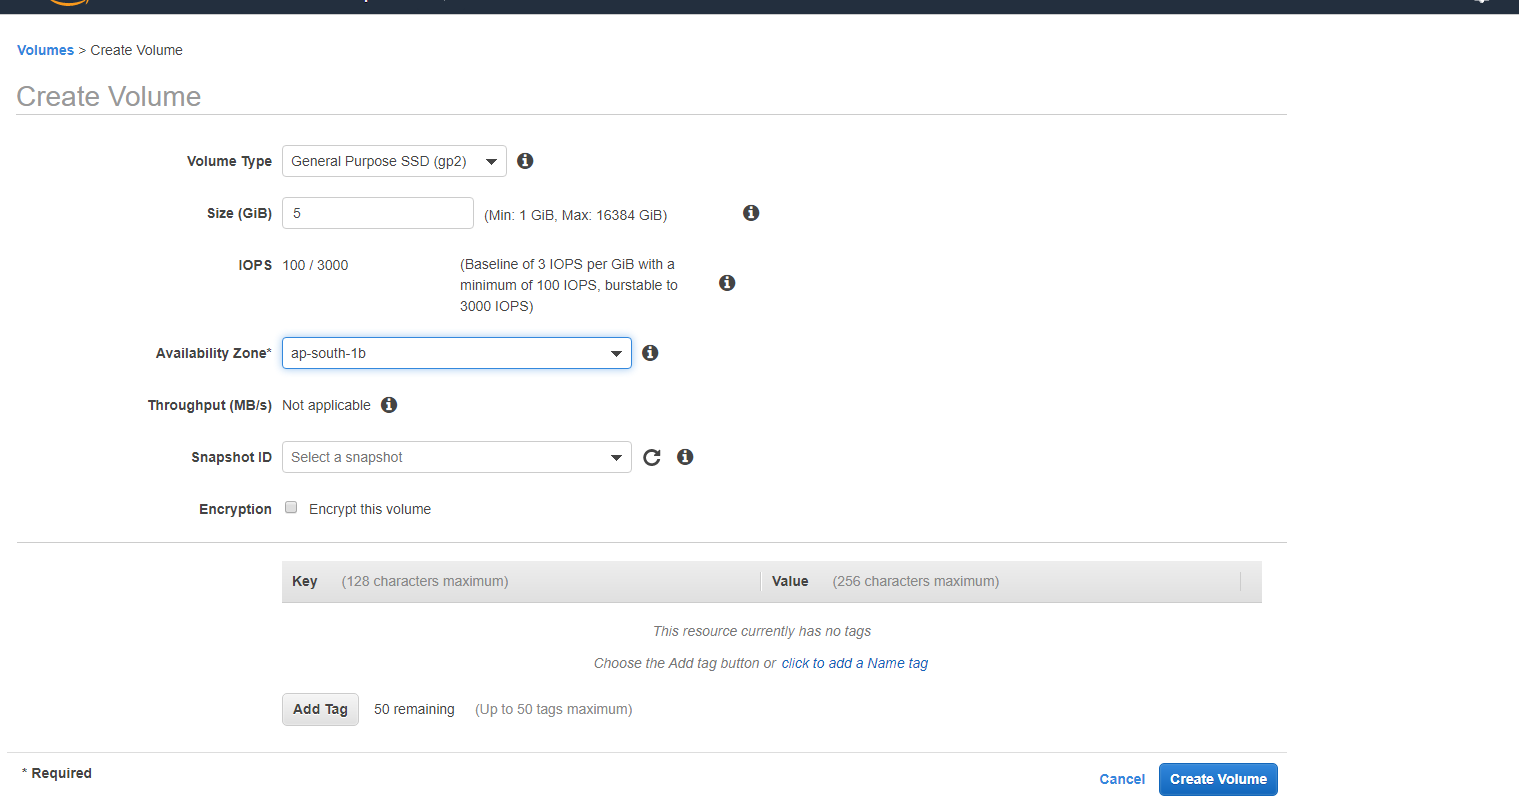 Volumes > Create Volume
Create Volume
Volume Type General Purpose SSD (gp2)
Size (GiB) 5 (Min: 1 GiB, Max: 16384 GiB)
IOPS 100 / 3000 (Baseline of 3 IOPS per GiB with a
minimum of 100 IOPS, burstable to
3000 IOPS)
Availability Zone* ap-south-1b
Throughput (MB/s) Not applicable
Snapshot ID Select a snapshot
Encryption Encrypt this volume
Key (128 characters maximum) Value (256 characters maximum)
This resource currently has no tags
Choose the Add tag button or click to add a Name tag
Add Tag 50 remaining (Up to 50 tags maximum)
* Required
Cancel Create Volume